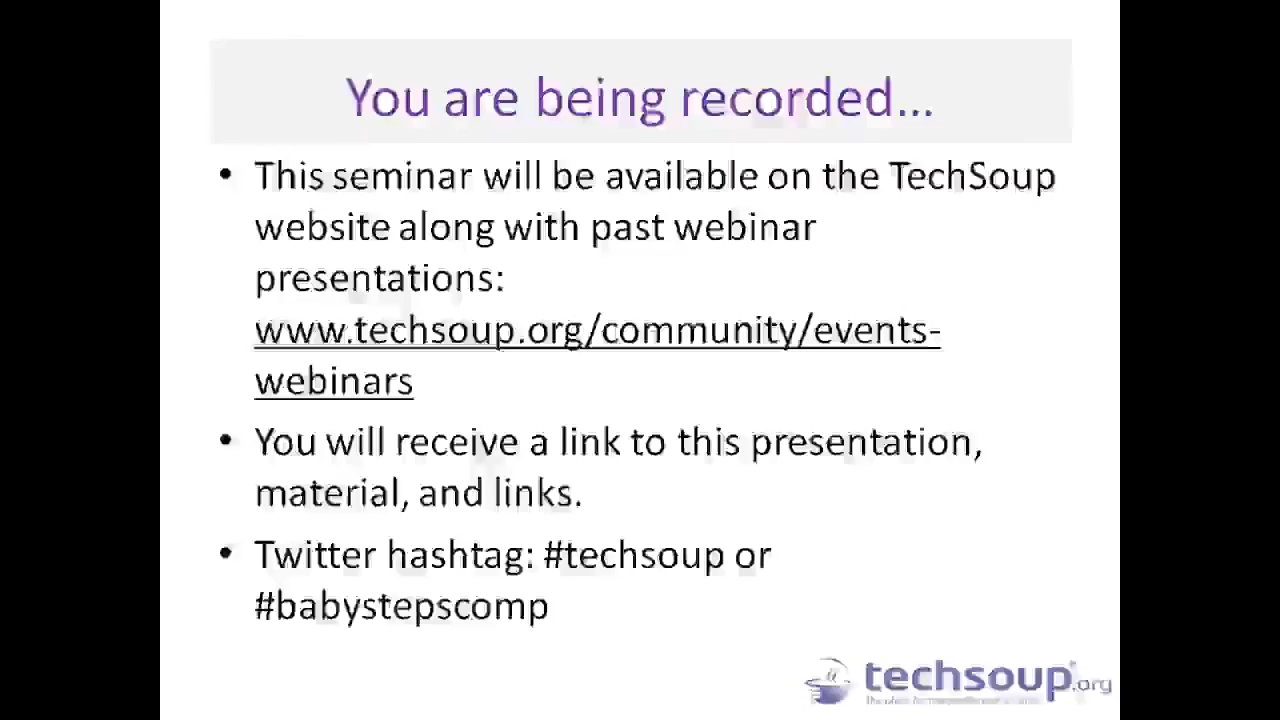 You are being recorded...
• This seminar will be available on the TechSoup
website along with past webinar
presentations:
www.techsoup.org/community/events-
webinars
• You will receive a link to this presentation,
material, and links.
• Twitter hashtag: #techsoup or
#babystepscomp
techsoup.org